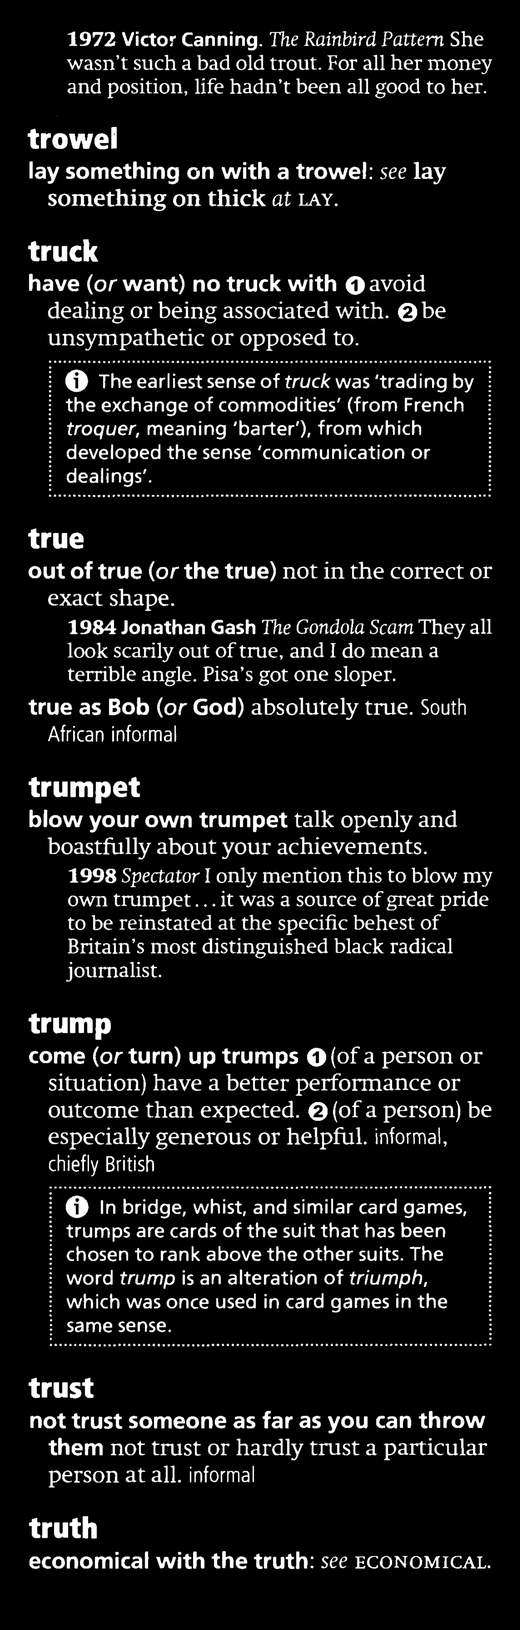 1972 Victor Canning. The Rainbird Pattern She
wasn't such a bad old trout. For all her money
and position, life hadn't been all good to her.
trowel
lay something on with a trowel: see lay
something on thick at LAY.
truck
have (or want) no truck with ❶ avoid
dealing or being associated with. ❷ be
unsympathetic or opposed to.
ⓘ The earliest sense of truck was 'trading by
the exchange of commodities' (from French
troquer, meaning 'barter'), from which
developed the sense 'communication or
dealings'.
true
out of true (or the true) not in the correct or
exact shape.
1984 Jonathan Gash The Gondola Scam They all
look scarily out of true, and I do mean a
terrible angle. Pisa's got one sloper.
true as Bob (or God) absolutely true. South
African informal
trumpet
blow your own trumpet talk openly and
boastfully about your achievements.
1998 Spectator I only mention this to blow my
own trumpet...it was a source of great pride
to be reinstated at the specific behest of
Britain's most distinguished black radical
journalist.
trump
come (or turn) up trumps ❶ (of a person or
situation) have a better performance or
outcome than expected. ❷ (of a person) be
especially generous or helpful. informal,
chiefly British
ⓘ In bridge, whist, and similar card games,
trumps are cards of the suit that has been
chosen to rank above the other suits. The
word trump is an alteration of triumph,
which was once used in card games in the
same sense.
trust
not trust someone as far as you can throw
them not trust or hardly trust a particular
person at all. informal
truth
economical with the truth: see ECONOMICAL.